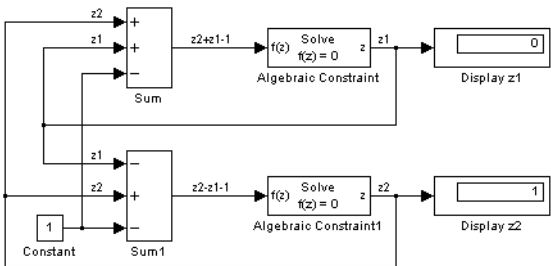 z2
+
z1
+
−
Sum
z2+z1-1
f(z)
Solve
f(z) = 0
z
Algebraic Constraint
z1
0
Display z1
z1
−
z2
+
−
Sum1
z2-z1-1
f(z)
Solve
f(z) = 0
z
Algebraic Constraint1
z2
1
Display z2
1
Constant